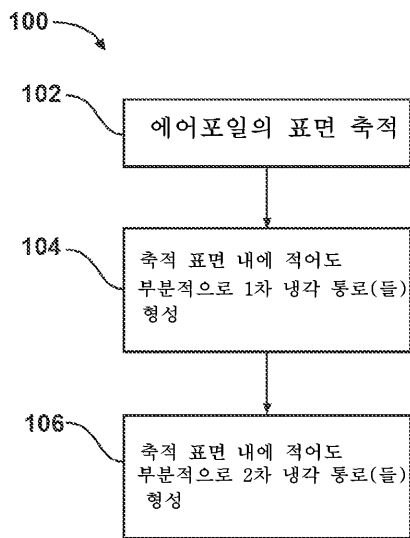 100
102
에어포일의 표면 축적
104
축적 표면 내에 적어도
부분적으로 1차 냉각 통로(들)
형성
106
축적 표면 내에 적어도
부분적으로 2차 냉각 통로(들)
형성